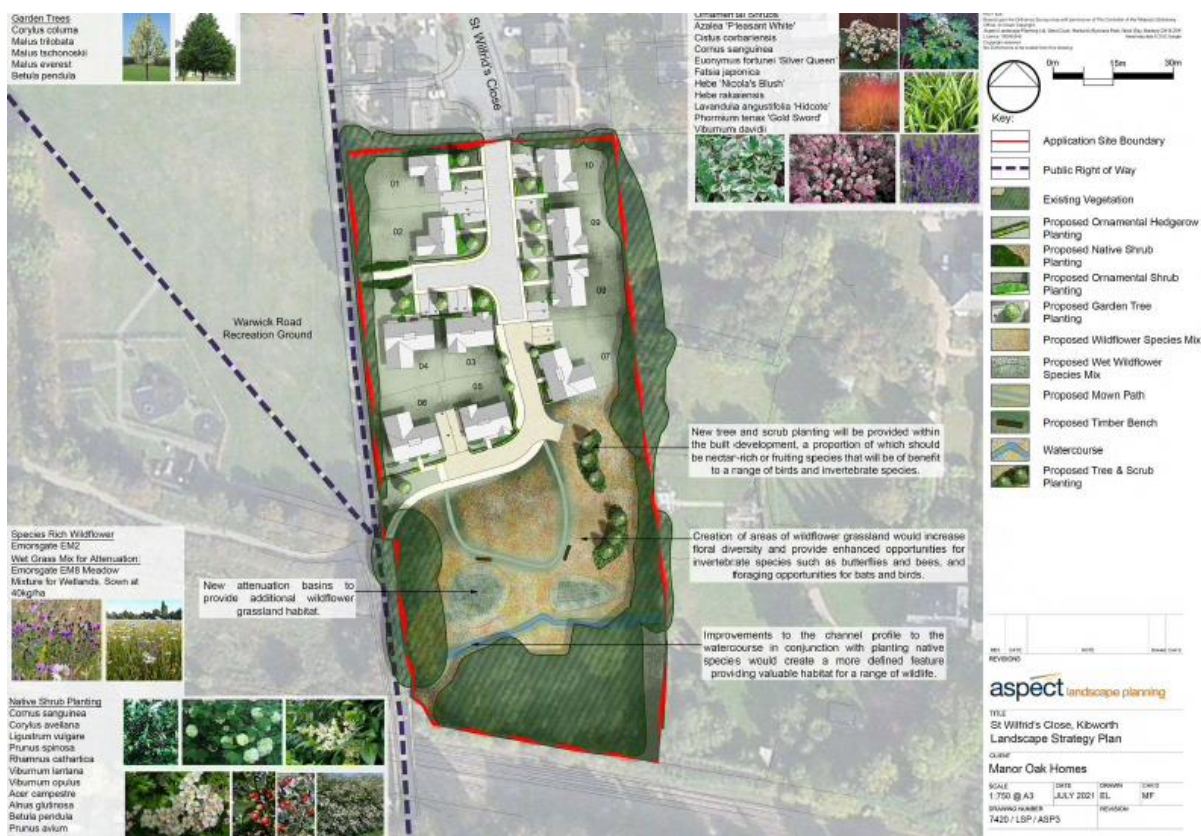 Garden Trees
Corylus colurna
Malus trilobata
Malus tschonoskii
Malus everest
Betula pendula
St Wilfrid's Close
Ornamental Shrubs
Azalea 'Pleasant White'
Cistus corbariensis
Cornus sanguinea
Euonymus fortunei 'Silver Queen'
Fatsia japonica
Hebe 'Nicola's Blush'
Hebe rakaiensis
Lavandula angustifolia 'Hidcote'
Phormium tenax 'Gold Sword'
Viburnum davidii
0m 15m 30m
Key:
Application Site Boundary
Public Right of Way
Existing Vegetation
Proposed Ornamental Hedgerow
Planting
Proposed Native Shrub
Planting
Proposed Ornamental Shrub
Planting
Proposed Garden Tree
Planting
Proposed Wildflower Species Mix
Proposed Wet Wildflower
Species Mix
Proposed Mown Path
Proposed Timber Bench
Watercourse
Proposed Tree & Scrub
Planting
01
02
03
04
05
06
07
08
09
10
Warwick Road
Recreation Ground
New tree and scrub planting will be provided within
the built development, a proportion of which should
be nectar-rich or fruiting species that will be of benefit
to a range of birds and invertebrate species.
Creation of areas of wildflower grassland would increase
floral diversity and provide enhanced opportunities for
invertebrate species such as butterflies and bees, and
foraging opportunities for bats and birds.
New attenuation basins to
provide additional wildflower
grassland habitat.
Improvements to the channel profile to the
watercourse in conjunction with planting native
species would create a more defined feature
providing valuable habitat for a range of wildlife.
Species Rich Wildflower
Emorsgate EM2
Wet Grass Mix for Attenuation:
Emorsgate EM8 Meadow
Mixture for Wetlands. Sown at
40kg/ha
Native Shrub Planting
Cornus sanguinea
Corylus avellana
Ligustrum vulgare
Prunus spinosa
Rhamnus cathartica
Viburnum lantana
Viburnum opulus
Acer campestre
Alnus glutinosa
Betula pendula
Prunus avium
REVISIONS
aspect landscape planning
TITLE
St Wilfrid's Close, Kibworth
Landscape Strategy Plan
CLIENT
Manor Oak Homes
SCALE DATE DRAWN CHK'D
1:750 @ A3 JULY 2021 EL MF
DRAWING NUMBER REVISION
7420 / LSP / ASP3